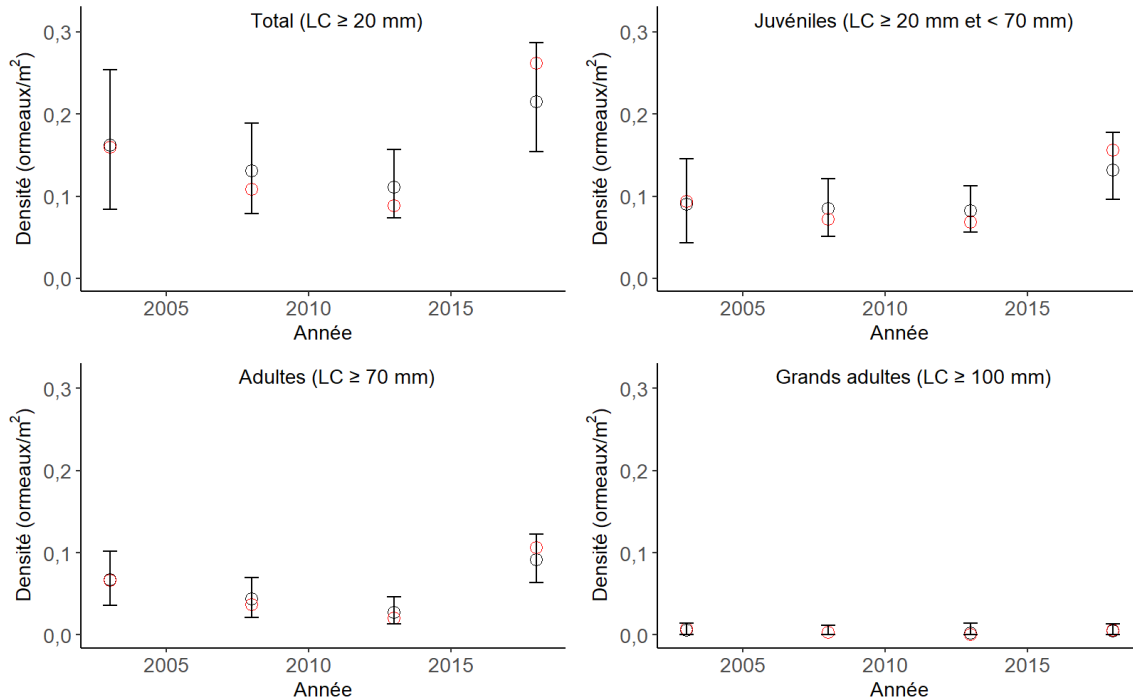 Total (LC ≥ 20 mm)
Densité (ormeaux/m²)
0,3
0,2
0,1
0,0
2005 2010 2015
Année
Juvéniles (LC ≥ 20 mm et < 70 mm)
Densité (ormeaux/m²)
0,3
0,2
0,1
0,0
2005 2010 2015
Année
Adultes (LC ≥ 70 mm)
Densité (ormeaux/m²)
0,3
0,2
0,1
0,0
2005 2010 2015
Année
Grands adultes (LC ≥ 100 mm)
Densité (ormeaux/m²)
0,3
0,2
0,1
0,0
2005 2010 2015
Année